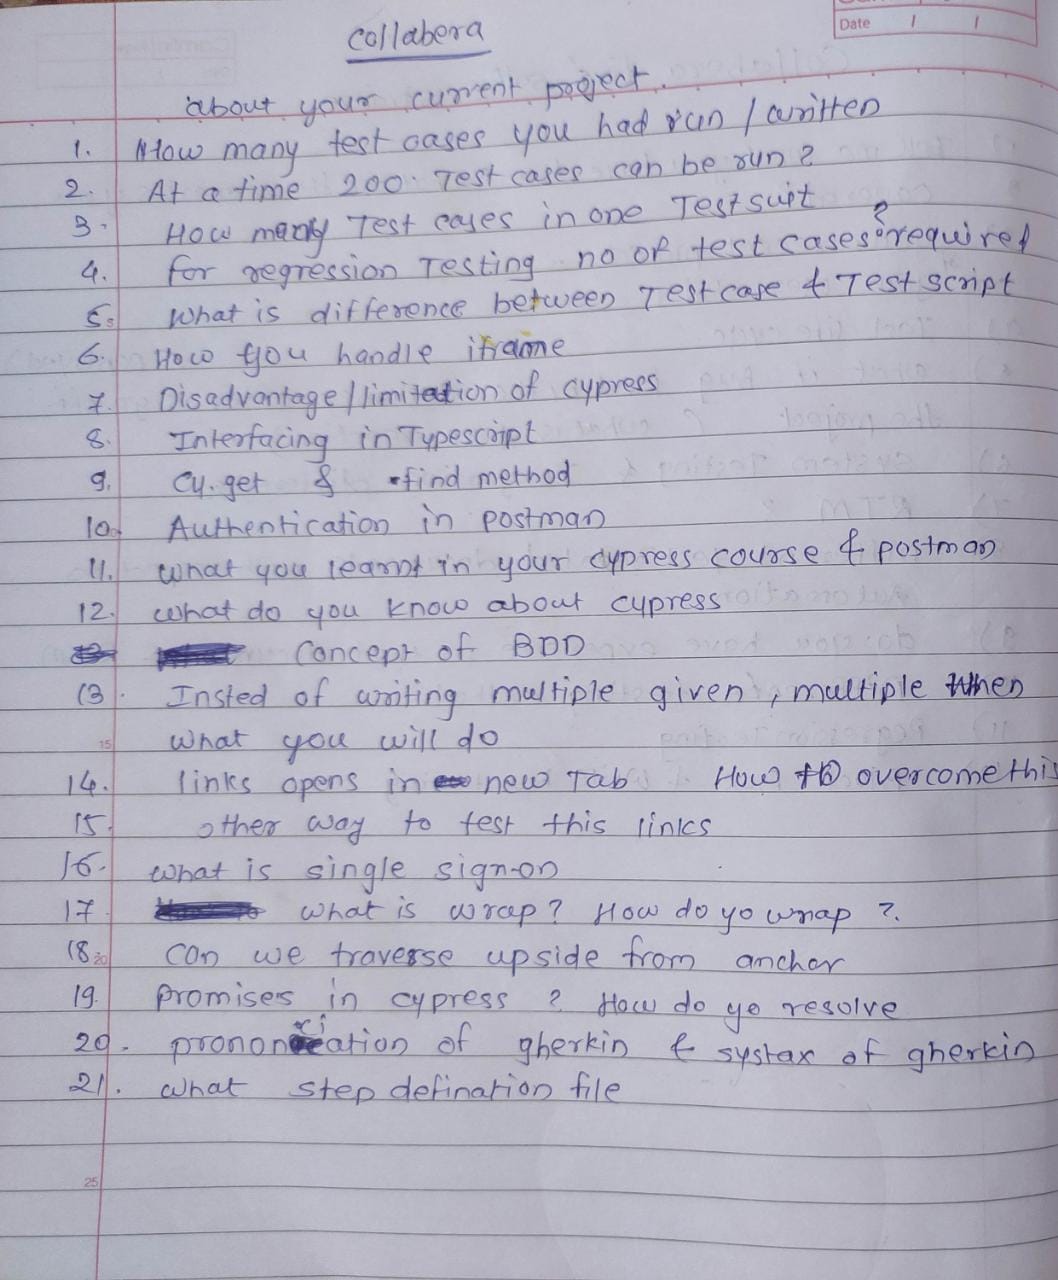 collabera
Date / /
about your current project.
1. How many test cases you had run / written
2. At a time 200. Test cases can be run ?
3. How many Test cases in one Test suit
4. for regression Testing no of test cases? required
5. What is difference between Test case & Test script
6. How you handle iframe
7. Disadvantage / limitation of cypress
8. Interfacing in Typescript
9. Cy. get & .find method
10. Authentication in postman
11. what you learnt in your cypress course & postman
12. what do you know about cypress
Concept of BDD
13. Insted of writing multiple given, multiple When
15 what you will do
14. links opens in new Tab How to overcome this
15. other way to test this links
16. what is single sign-on
17. what is wrap? How do yo wrap ?.
18. 20 can we traverse upside from anchor
19. promises in cypress ? How do yo resolve
20. prononciation of gherkin & systax of gherkin
21. what step defination file
25